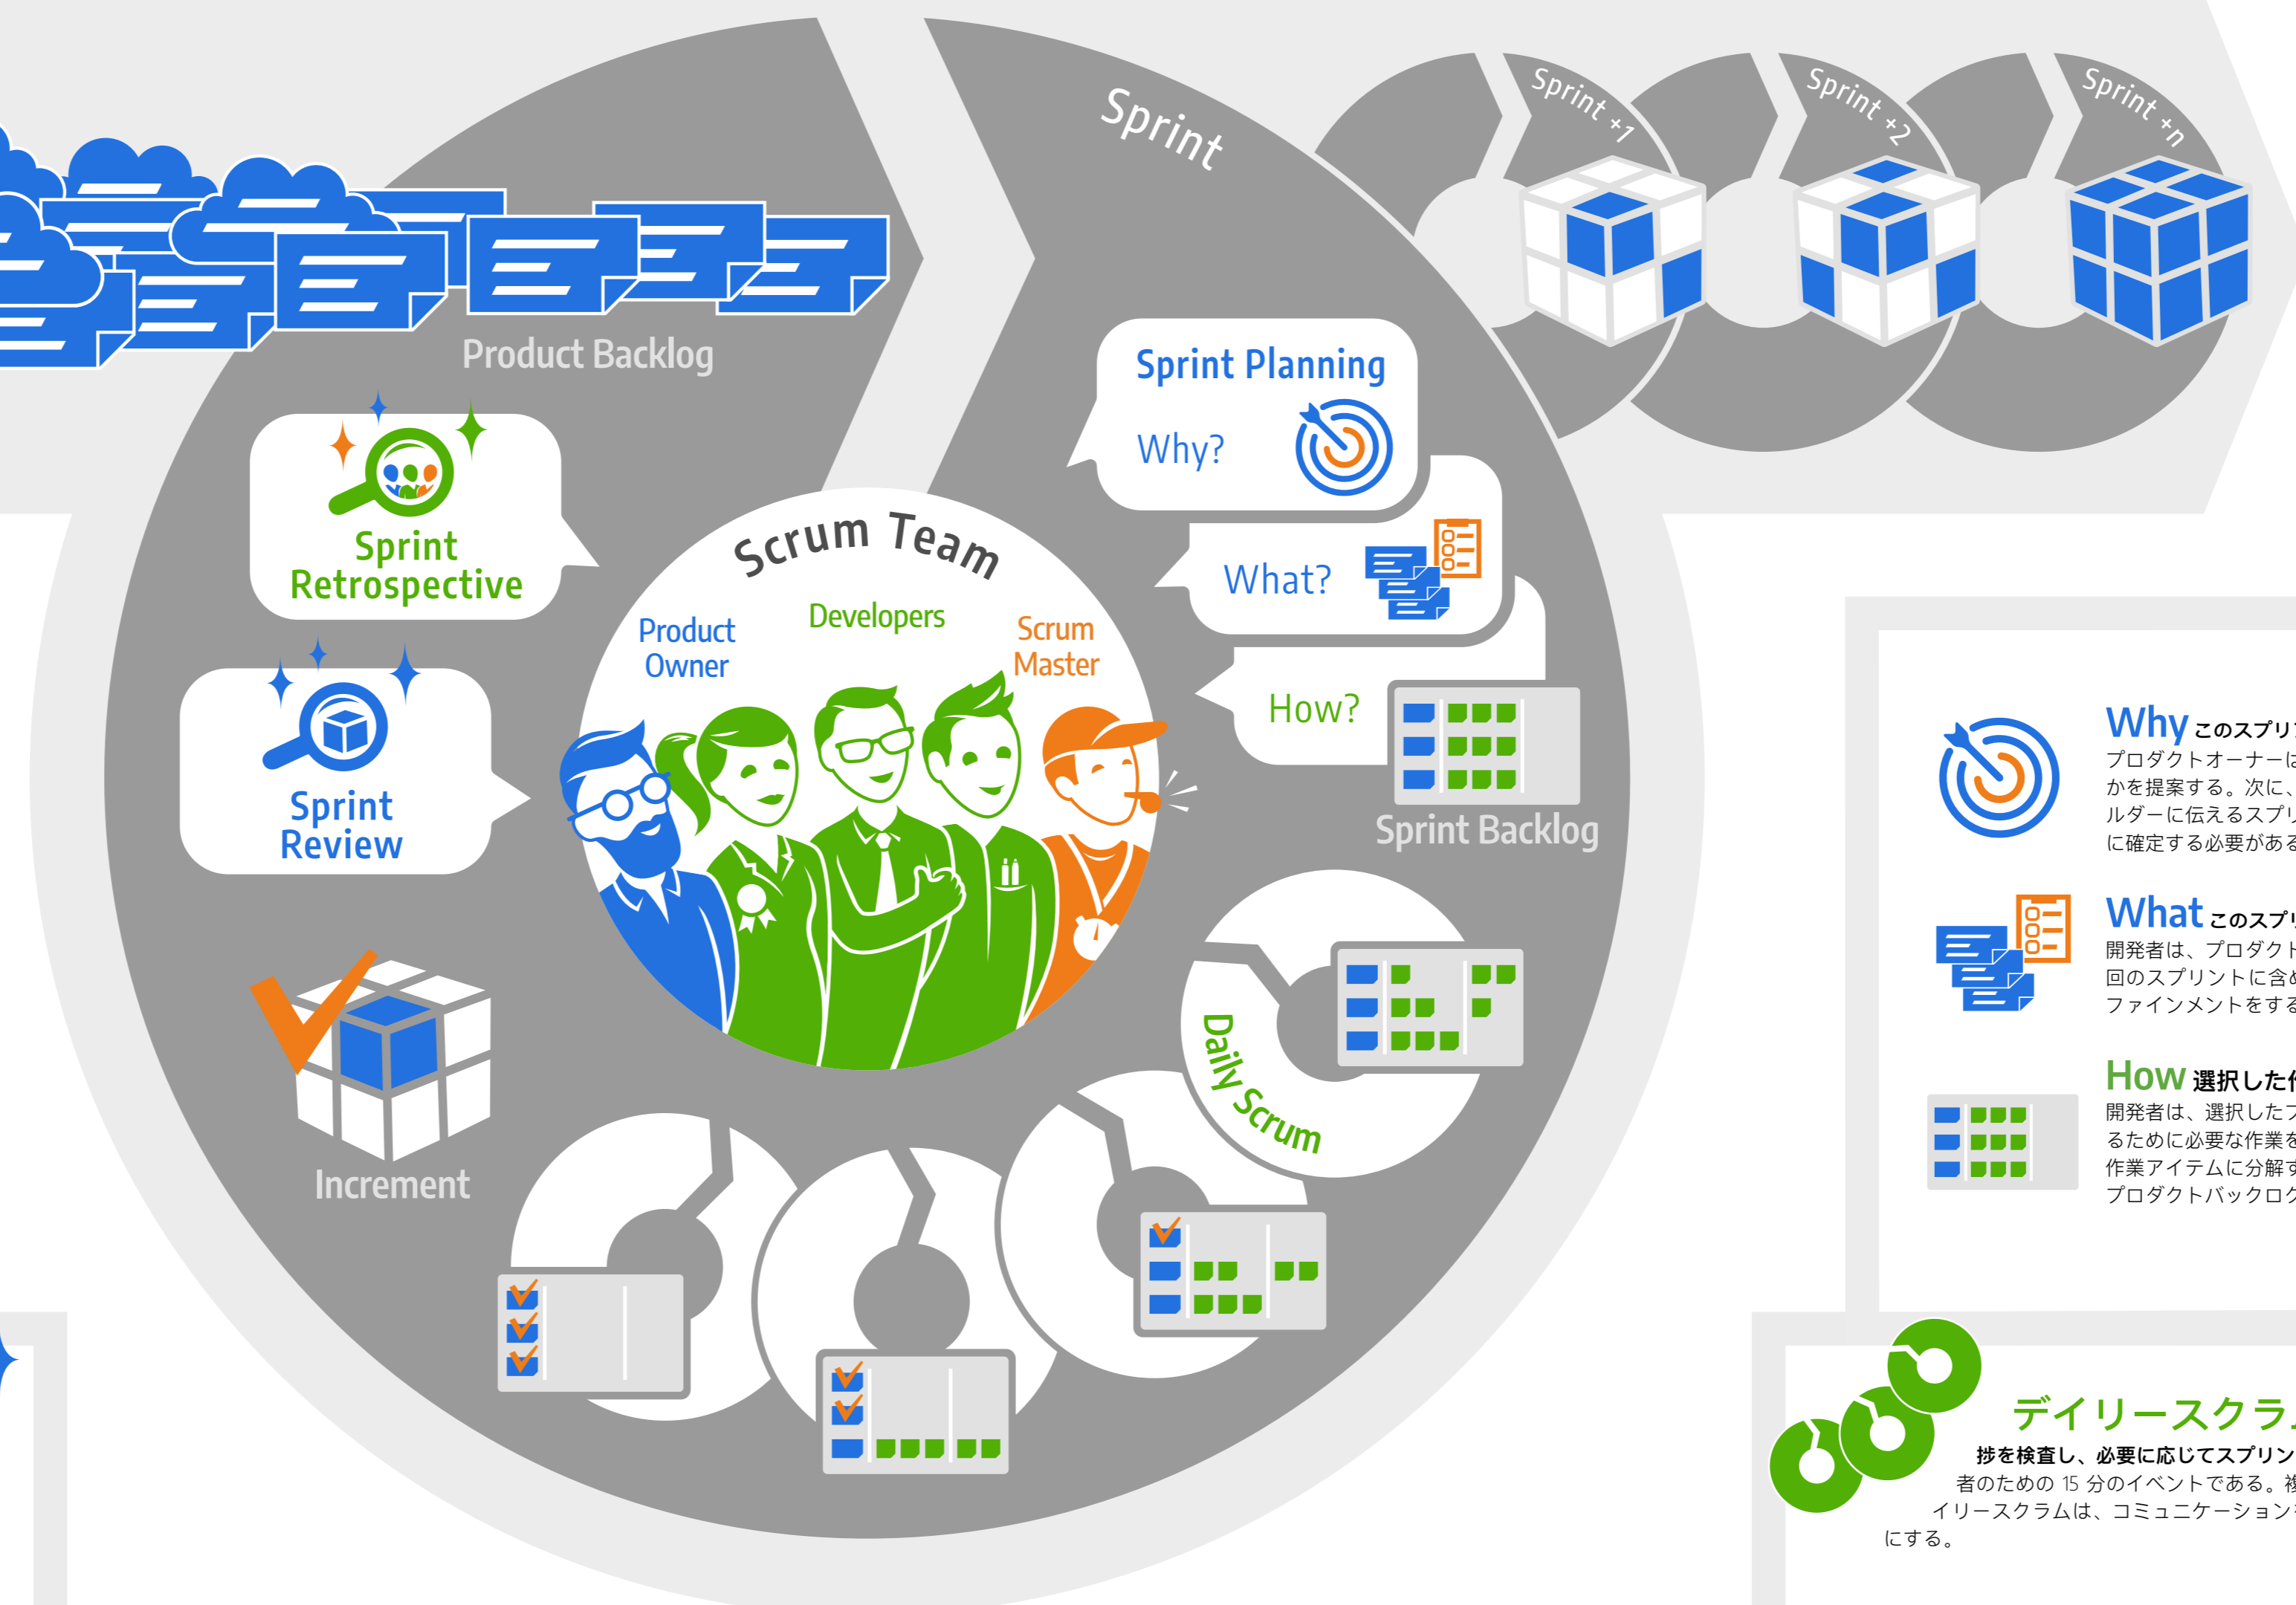 Sprint
Sprint +1
Sprint +2
Sprint +n
Product Backlog
Sprint Planning
Why?
What?
How?
Sprint Backlog
Sprint
Retrospective
Sprint
Review
Scrum Team
Product
Owner
Developers
Scrum
Master
Daily Scrum
Increment
Why このスプリ
プロダクトオーナーは
かを提案する。次に、
ルダーに伝えるスプリ
に確定する必要がある
What このスプリ
開発者は、プロダクト
回のスプリントに含め
ファインメントをする
How 選択した作
開発者は、選択したプ
るために必要な作業を
作業アイテムに分解す
プロダクトバックログ
デイリースクラム
捗を検査し、必要に応じてスプリン
者のための 15 分のイベントである。複
イリースクラムは、コミュニケーションを
にする。